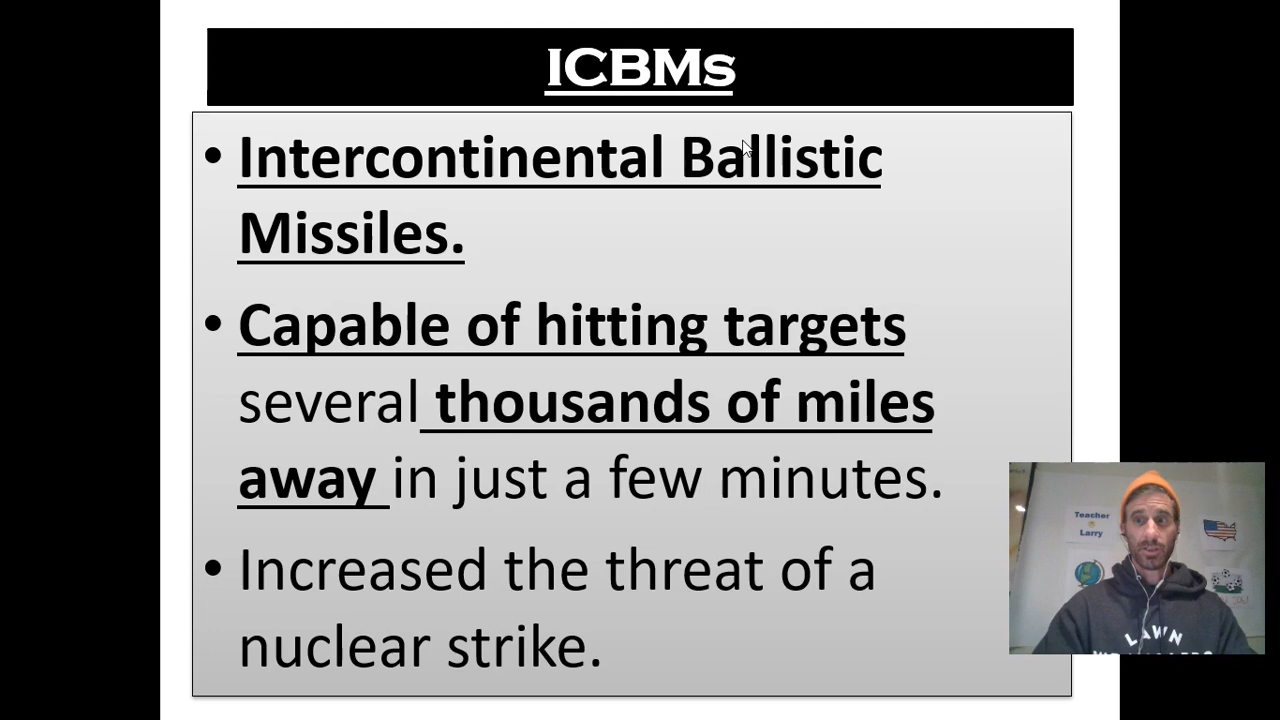 ICBMs
• Intercontinental Ballistic
Missiles.
• Capable of hitting targets
several thousands of miles
away in just a few minutes.
• Increased the threat of a
nuclear strike.
Teacher
Larry
LAWN